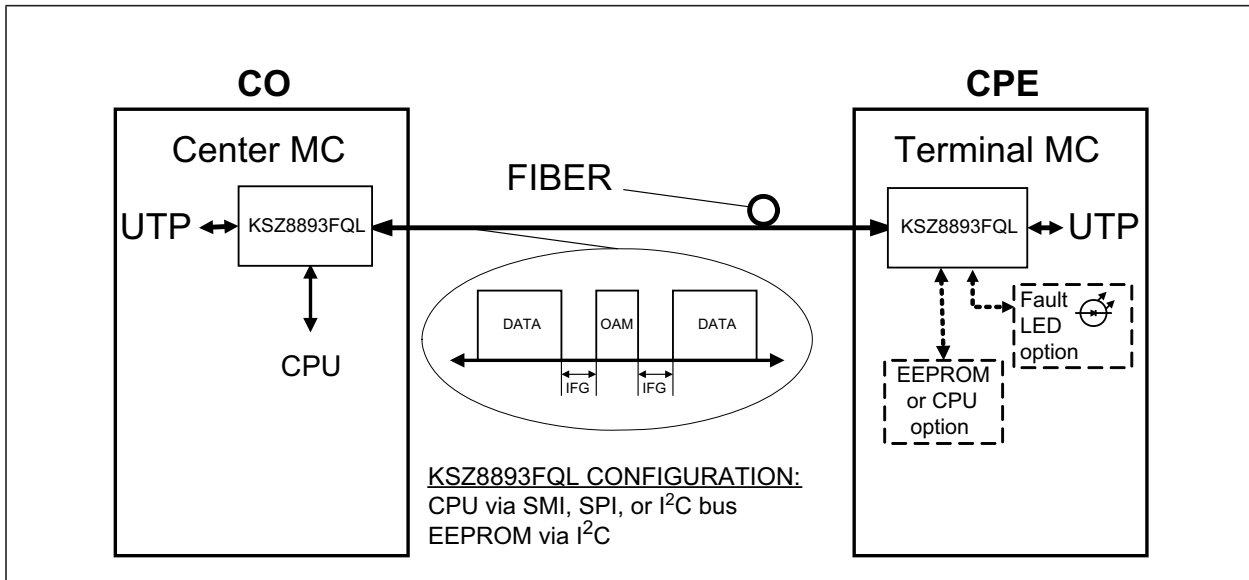 CO
Center MC
UTP
KSZ8893FQL
CPU
FIBER
DATA
OAM
DATA
IFG
IFG
KSZ8893FQL CONFIGURATION:
CPU via SMI, SPI, or I²C bus
EEPROM via I²C
CPE
Terminal MC
KSZ8893FQL
UTP
Fault
LED
option
EEPROM
or CPU
option